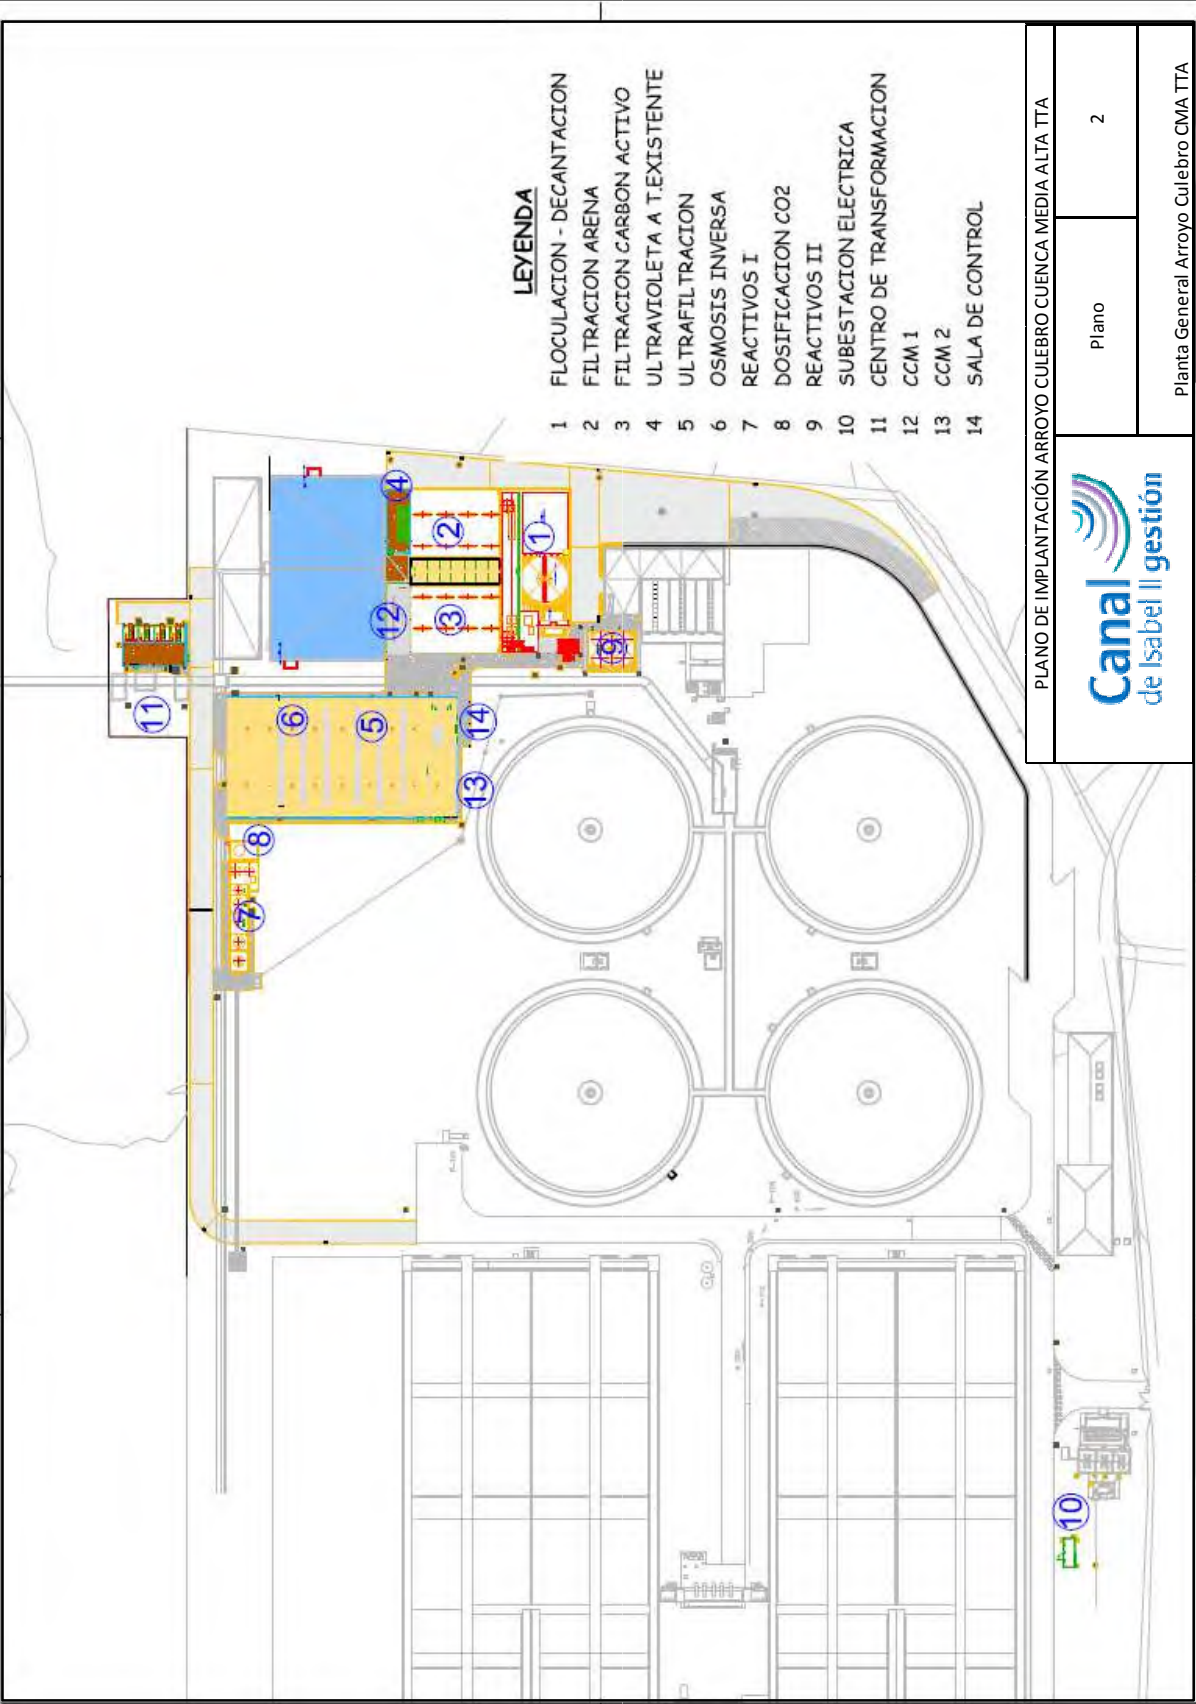 LEYENDA
1 FLOCULACION - DECANTACION
2 FILTRACION ARENA
3 FILTRACION CARBON ACTIVO
4 ULTRAVIOLETA A T.EXISTENTE
5 ULTRAFILTRACION
6 OSMOSIS INVERSA
7 REACTIVOS I
8 DOSIFICACION CO2
9 REACTIVOS II
10 SUBESTACION ELECTRICA
11 CENTRO DE TRANSFORMACION
12 CCM 1
13 CCM 2
14 SALA DE CONTROL
PLANO DE IMPLANTACIÓN ARROYO CULEBRO CUENCA MEDIA ALTA TTA
Canal
de Isabel II gestión
Plano
2
Planta General Arroyo Culebro CMA TTA
10
7
8
11
6
5
13
14
12
3
9
4
2
1